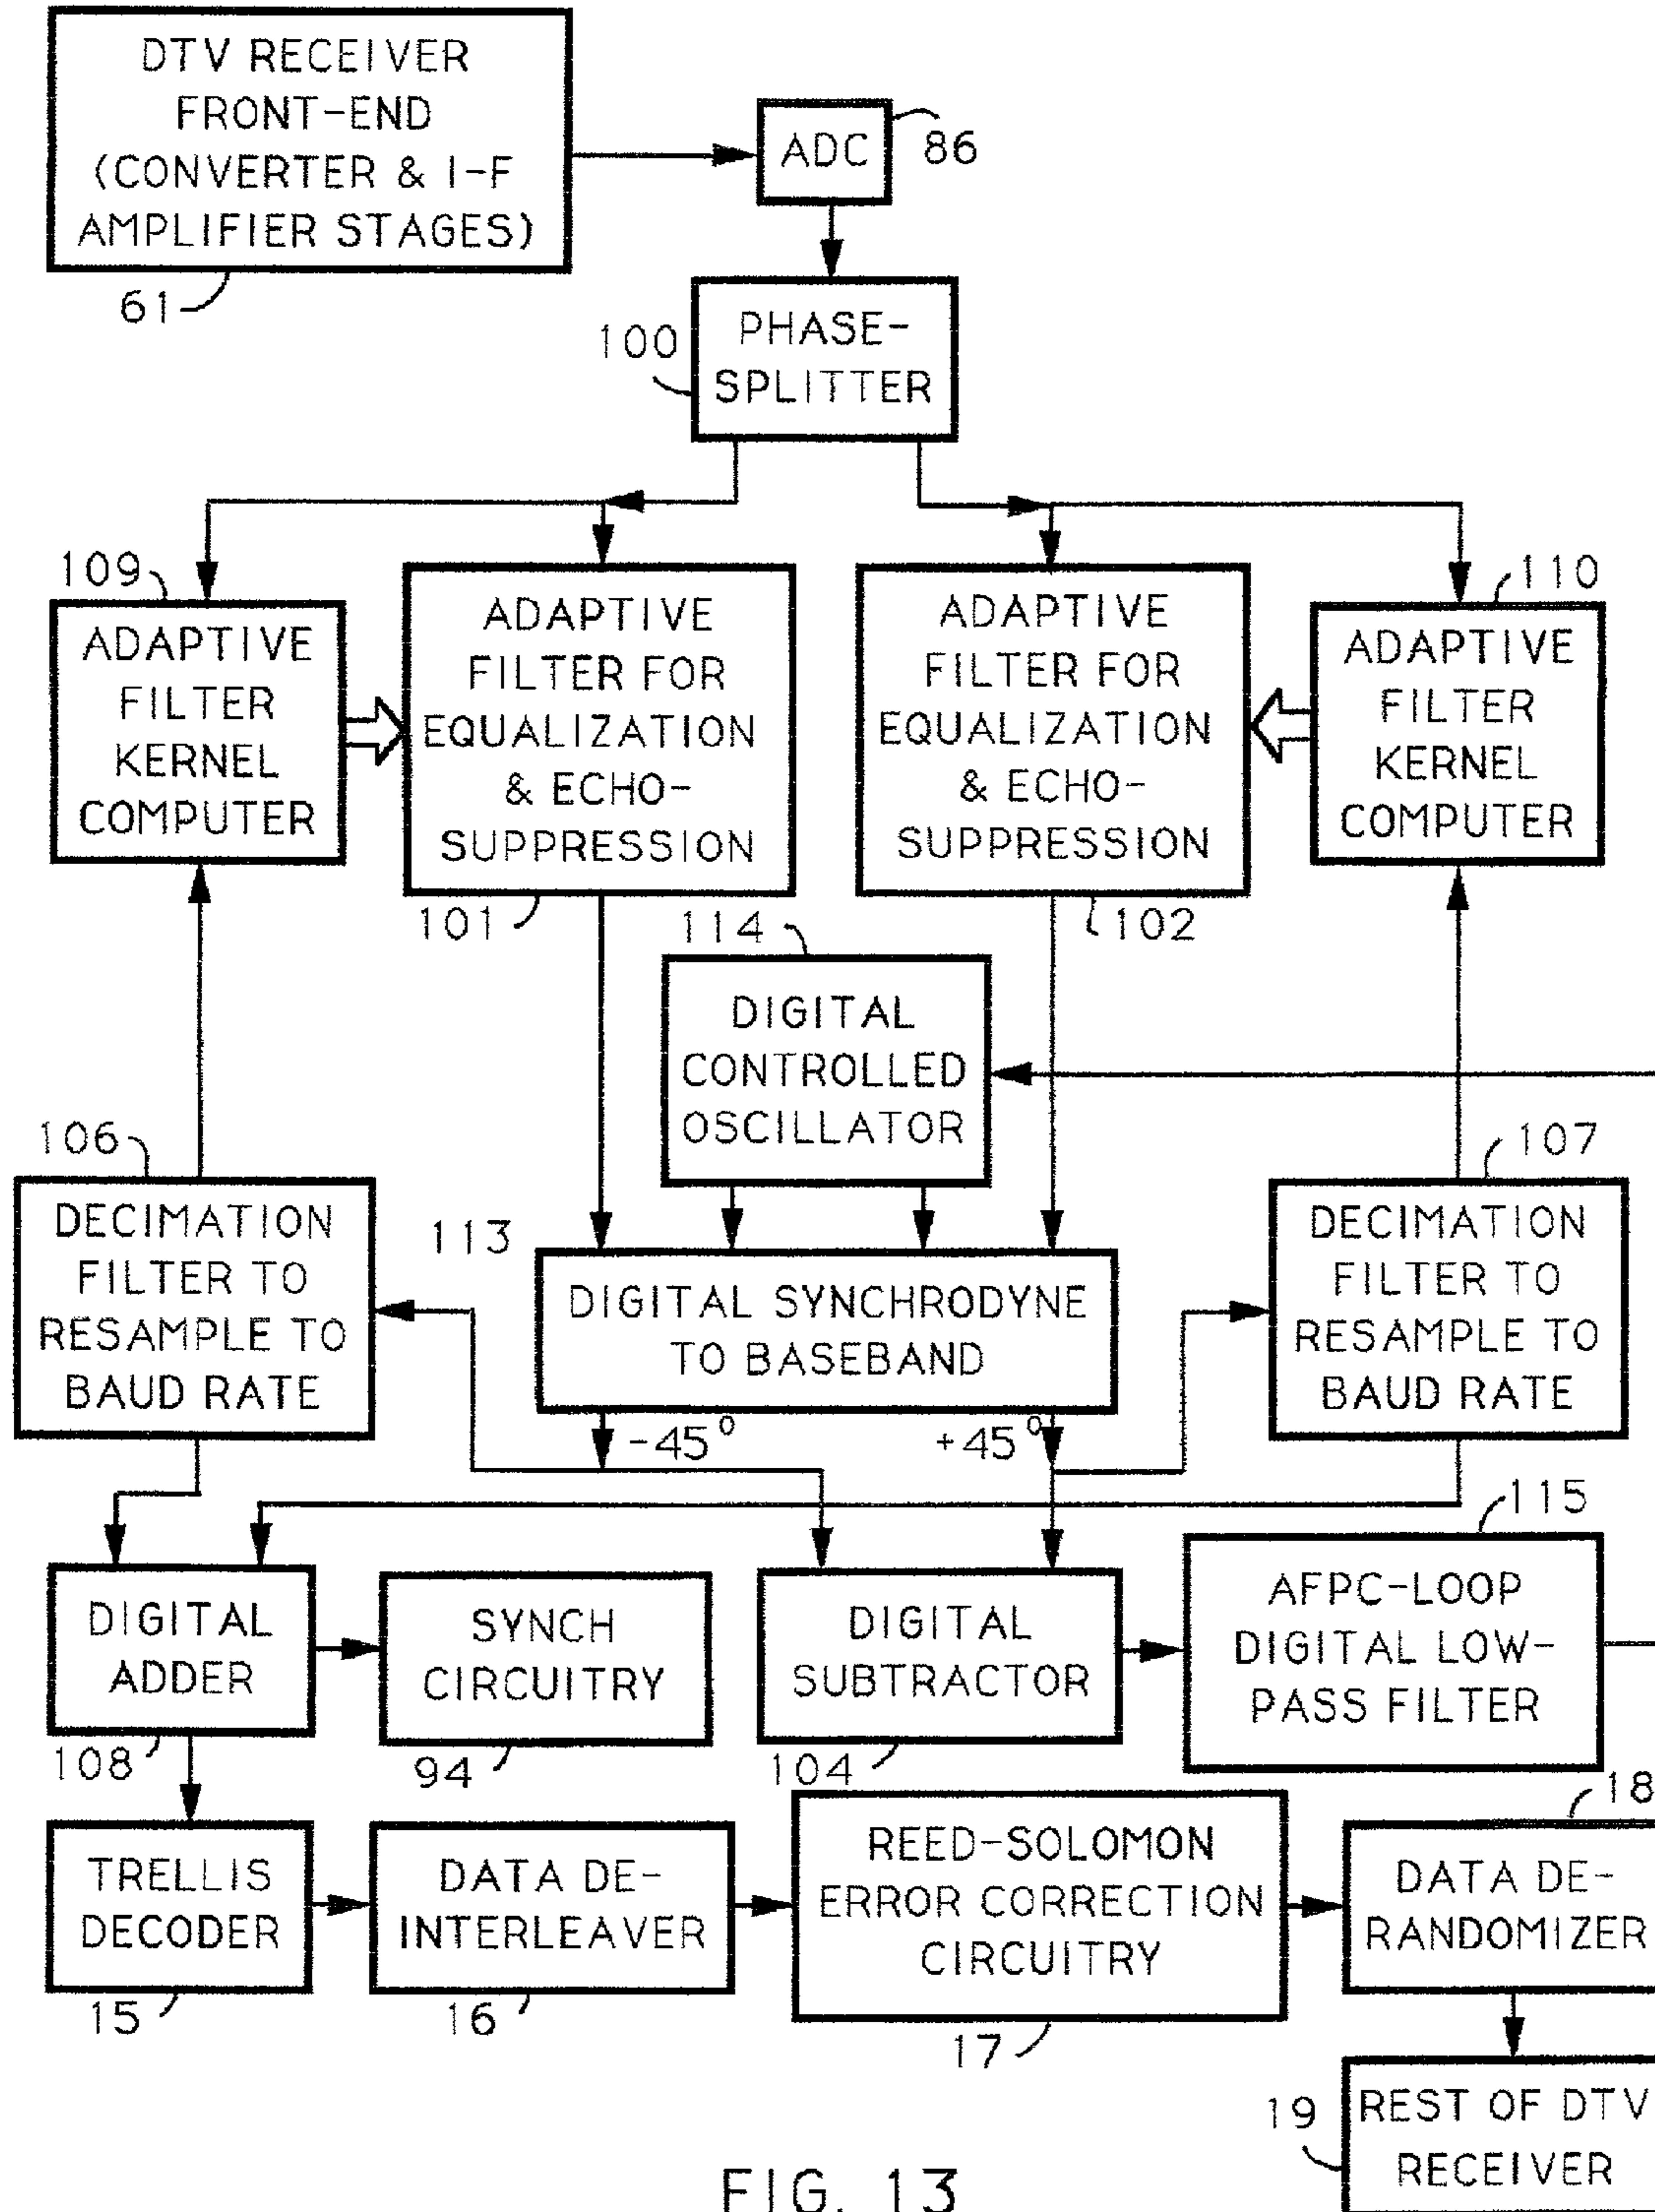 DTV RECEIVER
FRONT-END
(CONVERTER & I-F
AMPLIFIER STAGES)
61
ADC
86
100
PHASE-
SPLITTER
109
ADAPTIVE
FILTER
KERNEL
COMPUTER
ADAPTIVE
FILTER FOR
EQUALIZATION
& ECHO-
SUPPRESSION
101
ADAPTIVE
FILTER FOR
EQUALIZATION
& ECHO-
SUPPRESSION
102
110
ADAPTIVE
FILTER
KERNEL
COMPUTER
114
DIGITAL
CONTROLLED
OSCILLATOR
106
DECIMATION
FILTER TO
RESAMPLE TO
BAUD RATE
113
DIGITAL SYNCHRODYNE
TO BASEBAND
-45°
+45°
107
DECIMATION
FILTER TO
RESAMPLE TO
BAUD RATE
DIGITAL
ADDER
108
SYNCH
CIRCUITRY
94
DIGITAL
SUBTRACTOR
104
115
AFPC-LOOP
DIGITAL LOW-
PASS FILTER
TRELLIS
DECODER
15
DATA DE-
INTERLEAVER
16
REED-SOLOMON
ERROR CORRECTION
CIRCUITRY
17
18
DATA DE-
RANDOMIZER
19
REST OF DTV
RECEIVER
FIG. 13